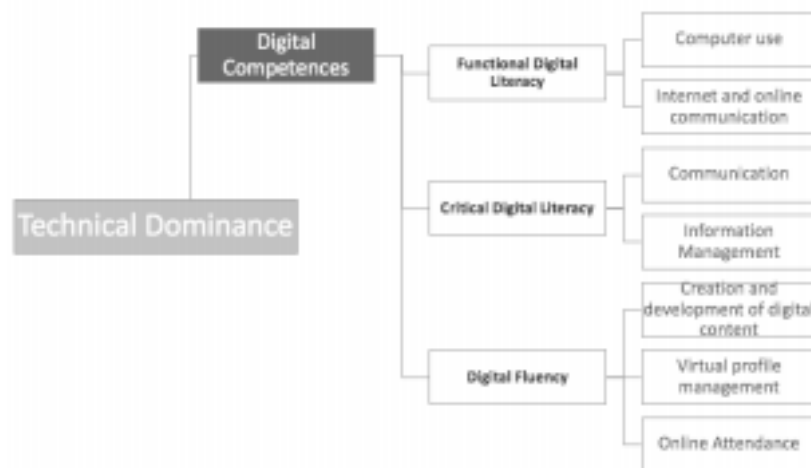 Digital
Competences
Technical Dominance
Functional Digital
Literacy
Computer use
Internet and online
communication
Critical Digital Literacy
Communication
Information
Management
Digital Fluency
Creation and
development of digital
content
Virtual profile
management
Online Attendance